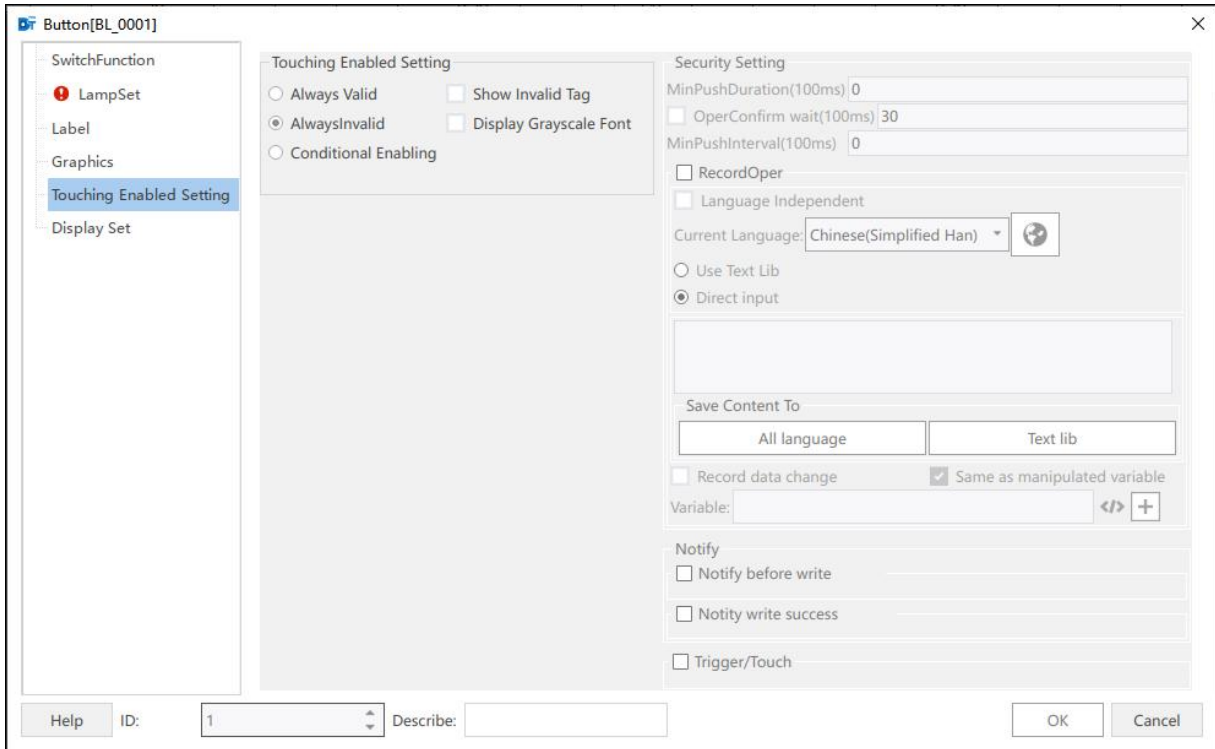 DT Button[BL_0001]
SwitchFunction
LampSet
Label
Graphics
Touching Enabled Setting
Display Set
Touching Enabled Setting
Always Valid Show Invalid Tag
AlwaysInvalid Display Grayscale Font
Conditional Enabling
Security Setting
MinPushDuration(100ms) 0
OperConfirm wait(100ms) 30
MinPushInterval(100ms) 0
RecordOper
Language Independent
Current Language: Chinese(Simplified Han)
Use Text Lib
Direct input
Save Content To
All language Text lib
Record data change Same as manipulated variable
Variable: </> +
Notify
Notify before write
Notity write success
Trigger/Touch
Help ID: 1 Describe: OK Cancel